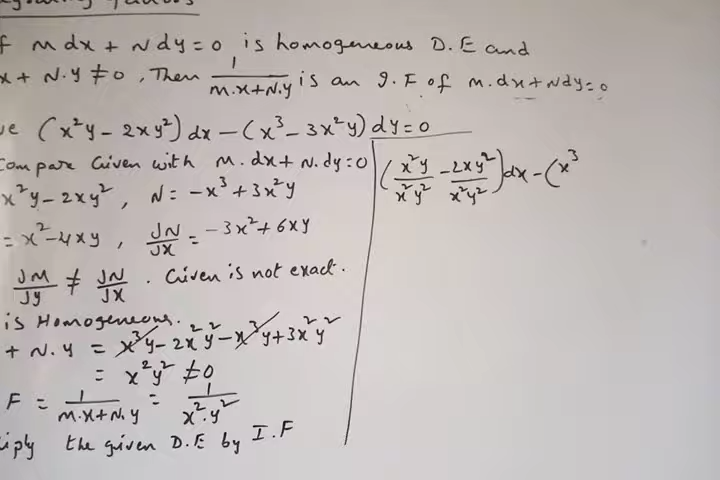 If M dx + N dy = 0 is homogeneous D.E and
x + N.y ≠ 0, Then 1/(M.x+N.y) is an I.F of M.dx+Ndy=0
ve (x²y - 2xy²) dx - (x³ - 3x²y) dy = 0
Compare Given with M.dx + N.dy = 0
x²y - 2xy², N = -x³ + 3x²y
= x² - 4xy, ∂N/∂x = -3x² + 6xy
∂M/∂y ≠ ∂N/∂x. Given is not exact.
is Homogeneous.
+ N.y = x³y - 2x²y² - x³y + 3x²y²
= x²y² ≠ 0
F = 1/(M.x+N.y) = 1/(x².y²)
tiply the given D.E by I.F
(x²y/x²y² - 2xy²/x²y²) dx - (x³